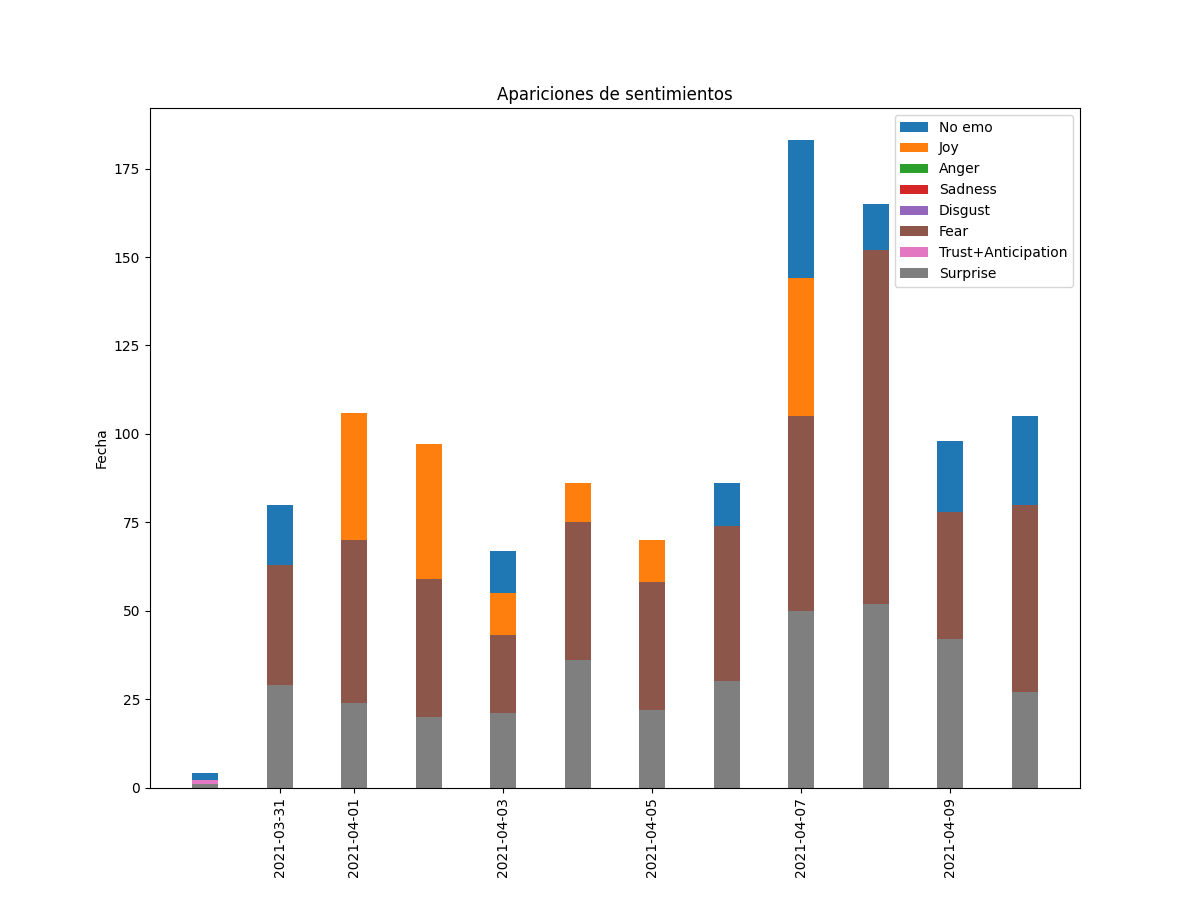 Apariciones de sentimientos
No emo
Joy
Anger
Sadness
Disgust
Fear
Trust+Anticipation
Surprise
Fecha
175
150
125
100
75
50
25
0
2021-03-31
2021-04-01
2021-04-03
2021-04-05
2021-04-07
2021-04-09